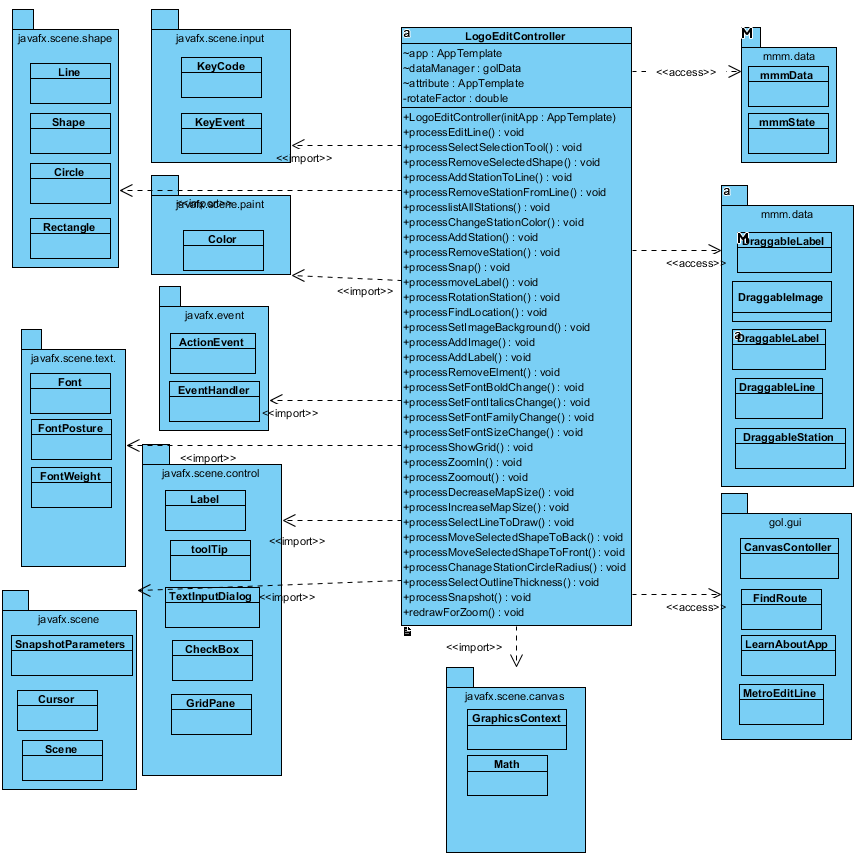 javafx.scene.shape
Line
Shape
Circle
Rectangle
javafx.scene.input
KeyCode
KeyEvent
<<import>>
<<import>>
javafx.scene.paint
Color
<<import>>
javafx.event
ActionEvent
EventHandler
<<import>>
javafx.scene.text.
Font
FontPosture
FontWeight
<<import>>
javafx.scene.control
Label
toolTip
TextInputDialog
CheckBox
GridPane
<<import>>
<<import>>
javafx.scene
SnapshotParameters
Cursor
Scene
a
LogoEditController
~app : AppTemplate
~dataManager : golData
~attribute : AppTemplate
-rotateFactor : double
+LogoEditController(initApp : AppTemplate)
+processEditLine() : void
+processSelectSelectionTool() : void
+processRemoveSelectedShape() : void
+processAddStationToLine() : void
+processRemoveStationFromLine() : void
+processlistAllStations() : void
+processChangeStationColor() : void
+processAddStation() : void
+processRemoveStation() : void
+processSnap() : void
+processmoveLabel() : void
+processRotationStation() : void
+processFindLocation() : void
+processSetImageBackground() : void
+processAddImage() : void
+processAddLabel() : void
+processRemoveElment() : void
+processSetFontBoldChange() : void
+processSetFontItalicsChange() : void
+processSetFontFamilyChange() : void
+processSetFontSizeChange() : void
+processShowGrid() : void
+processZoomIn() : void
+processZoomout() : void
+processDecreaseMapSize() : void
+processIncreaseMapSize() : void
+processSelectLineToDraw() : void
+processMoveSelectedShapeToBack() : void
+processMoveSelectedShapeToFront() : void
+processChanageStationCircleRadius() : void
+processSelectOutlineThickness() : void
+processSnapshot() : void
+redrawForZoom() : void
<<import>>
javafx.scene.canvas
GraphicsContext
Math
<<access>>
M
mmm.data
mmmData
mmmState
a
mmm.data
<<access>>
M
DraggableLabel
DraggableImage
a
DraggableLabel
DraggableLine
DraggableStation
gol.gui
<<access>>
CanvasContoller
FindRoute
LearnAboutApp
MetroEditLine